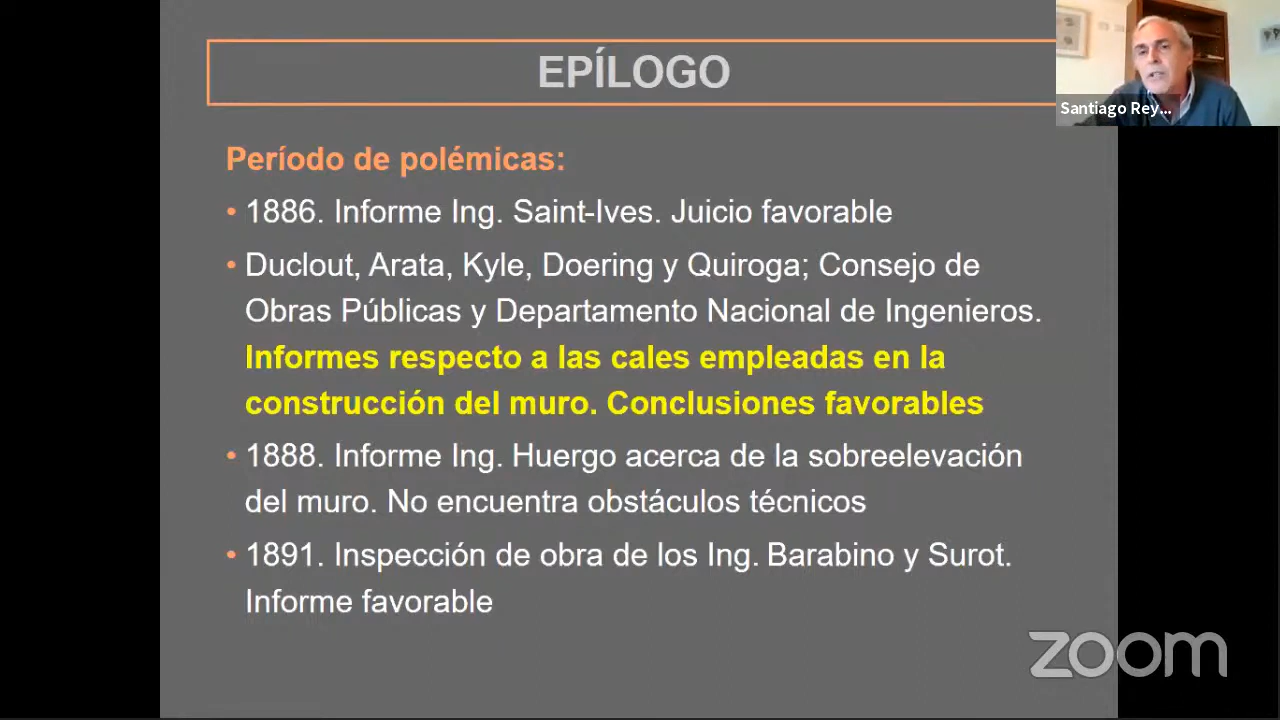 EPÍLOGO
Santiago Rey...
Período de polémicas:
• 1886. Informe Ing. Saint-Ives. Juicio favorable
• Duclout, Arata, Kyle, Doering y Quiroga; Consejo de
Obras Públicas y Departamento Nacional de Ingenieros.
Informes respecto a las cales empleadas en la
construcción del muro. Conclusiones favorables
• 1888. Informe Ing. Huergo acerca de la sobreelevación
del muro. No encuentra obstáculos técnicos
• 1891. Inspección de obra de los Ing. Barabino y Surot.
Informe favorable
zoom